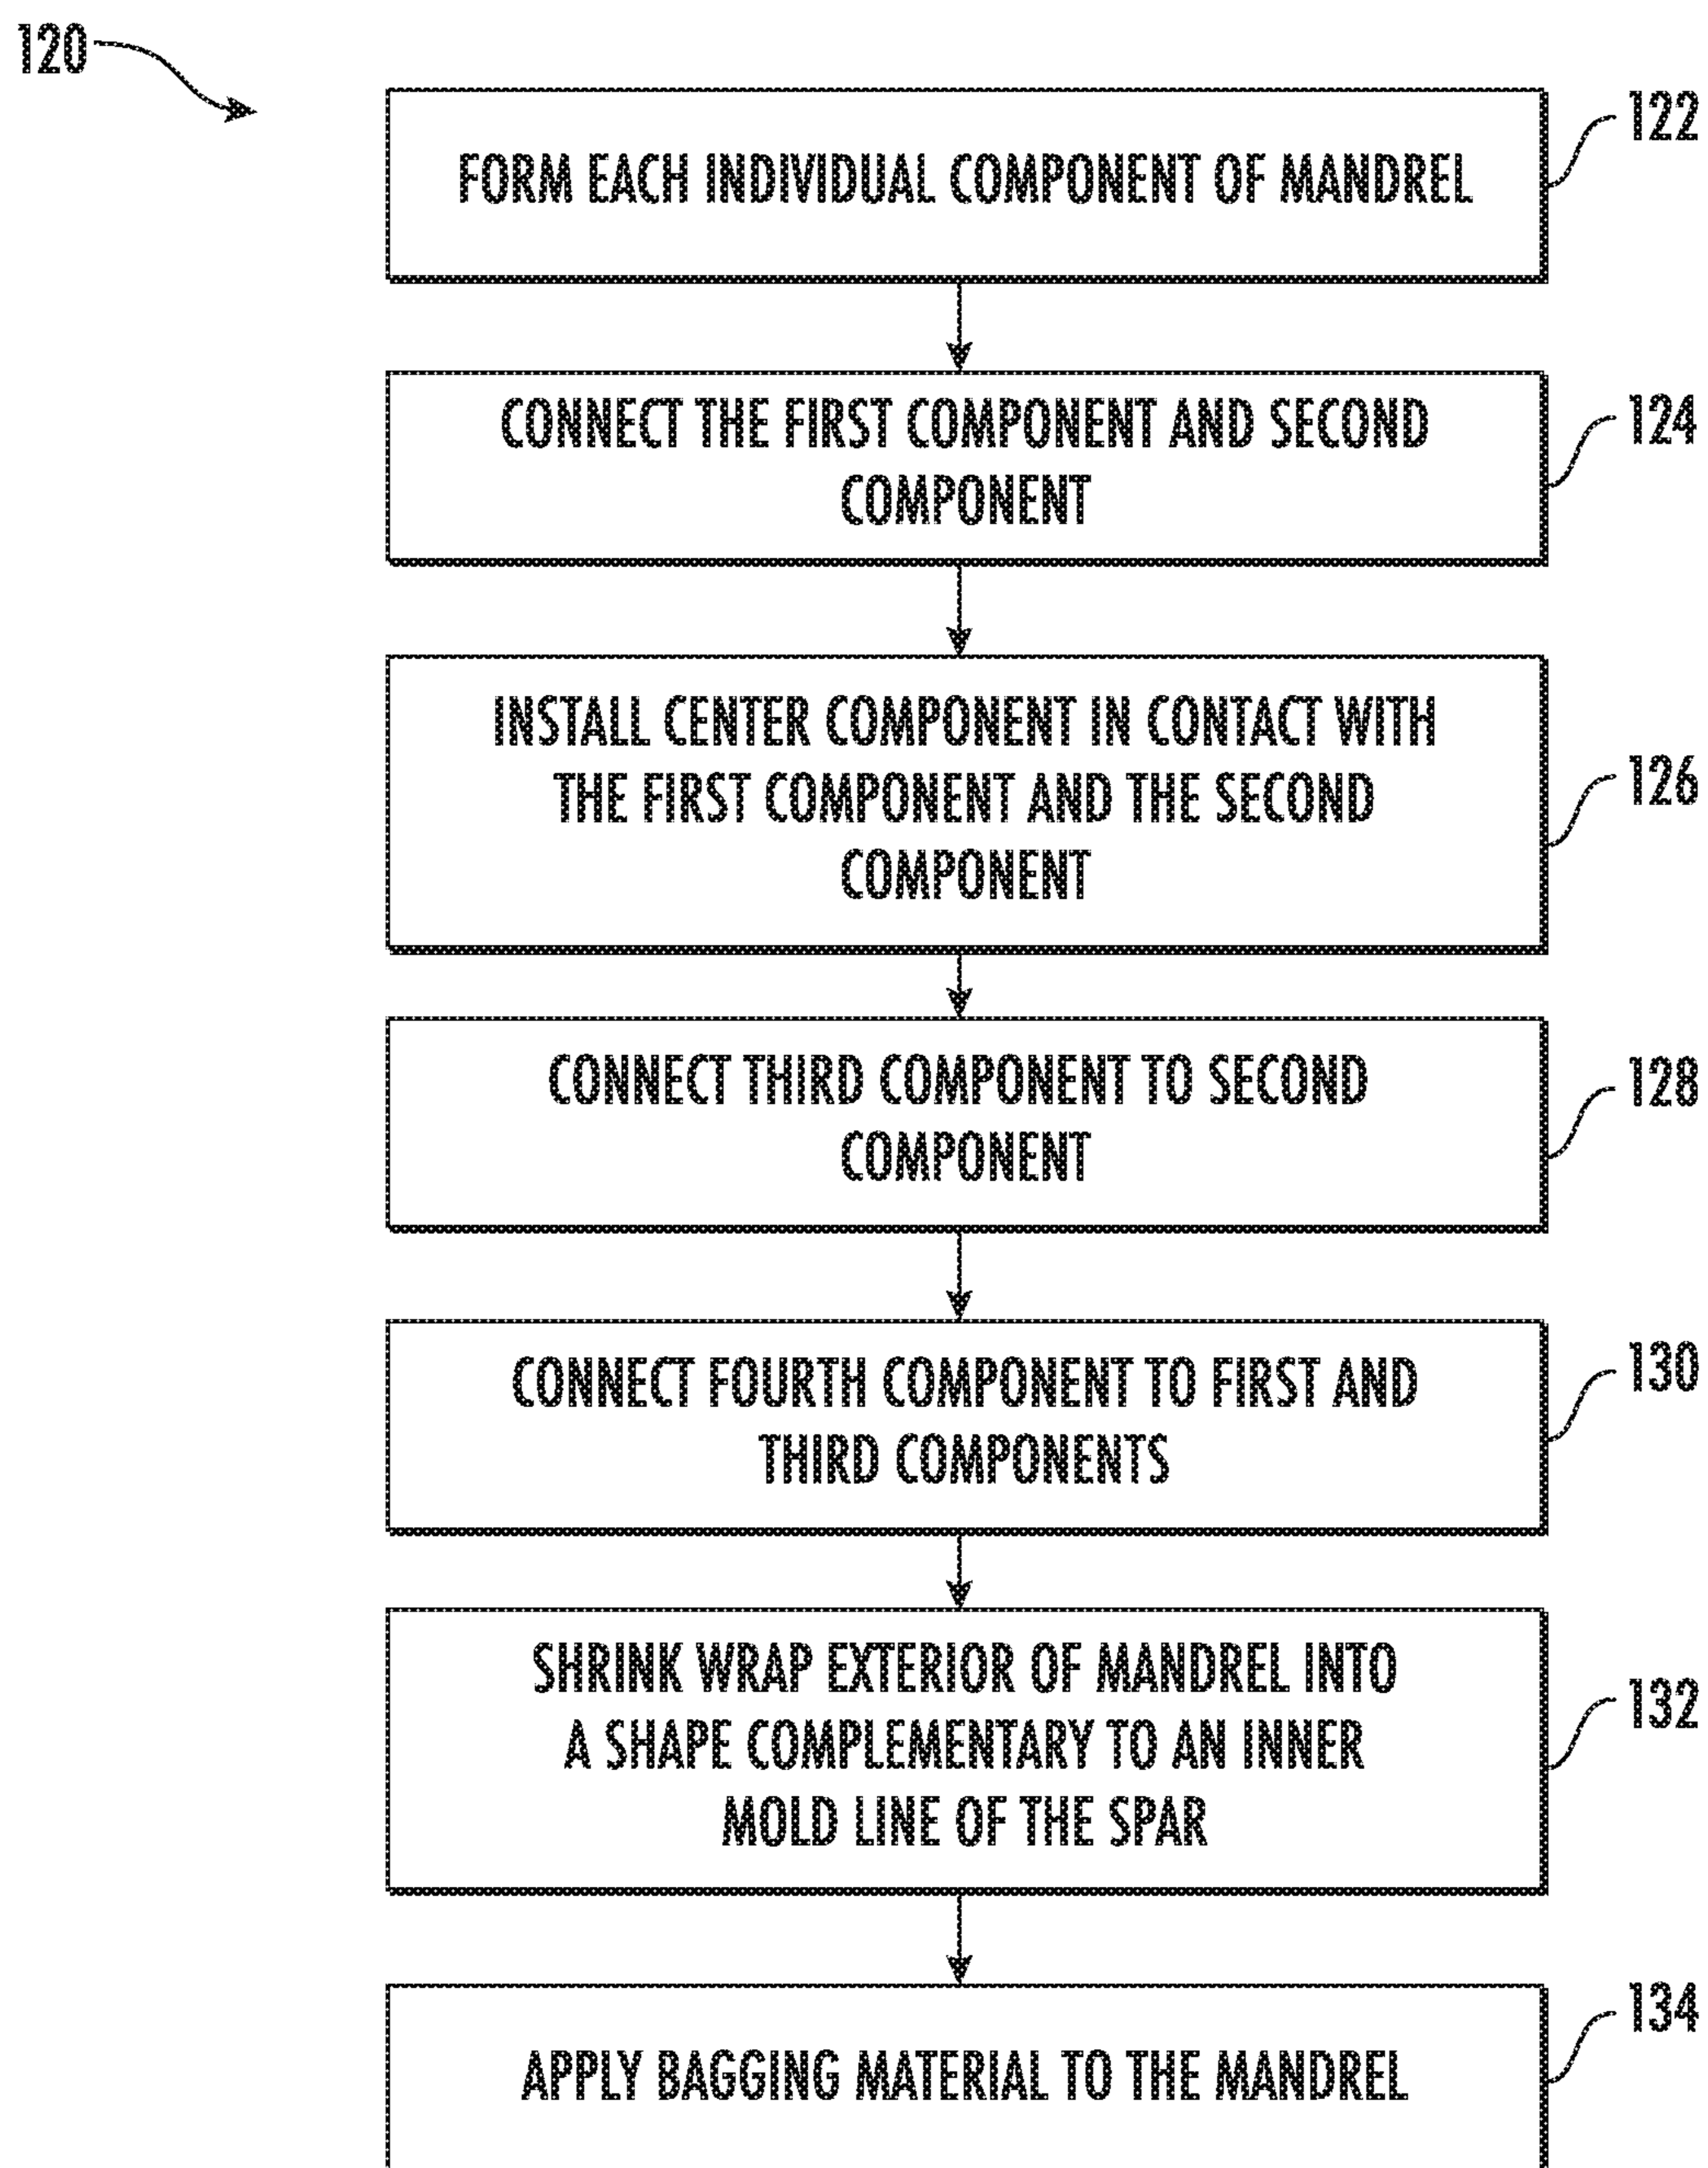 120
FORM EACH INDIVIDUAL COMPONENT OF MANDREL
122
CONNECT THE FIRST COMPONENT AND SECOND
COMPONENT
124
INSTALL CENTER COMPONENT IN CONTACT WITH
THE FIRST COMPONENT AND THE SECOND
COMPONENT
126
CONNECT THIRD COMPONENT TO SECOND
COMPONENT
128
CONNECT FOURTH COMPONENT TO FIRST AND
THIRD COMPONENTS
130
SHRINK WRAP EXTERIOR OF MANDREL INTO
A SHAPE COMPLEMENTARY TO AN INNER
MOLD LINE OF THE SPAR
132
APPLY BAGGING MATERIAL TO THE MANDREL
134